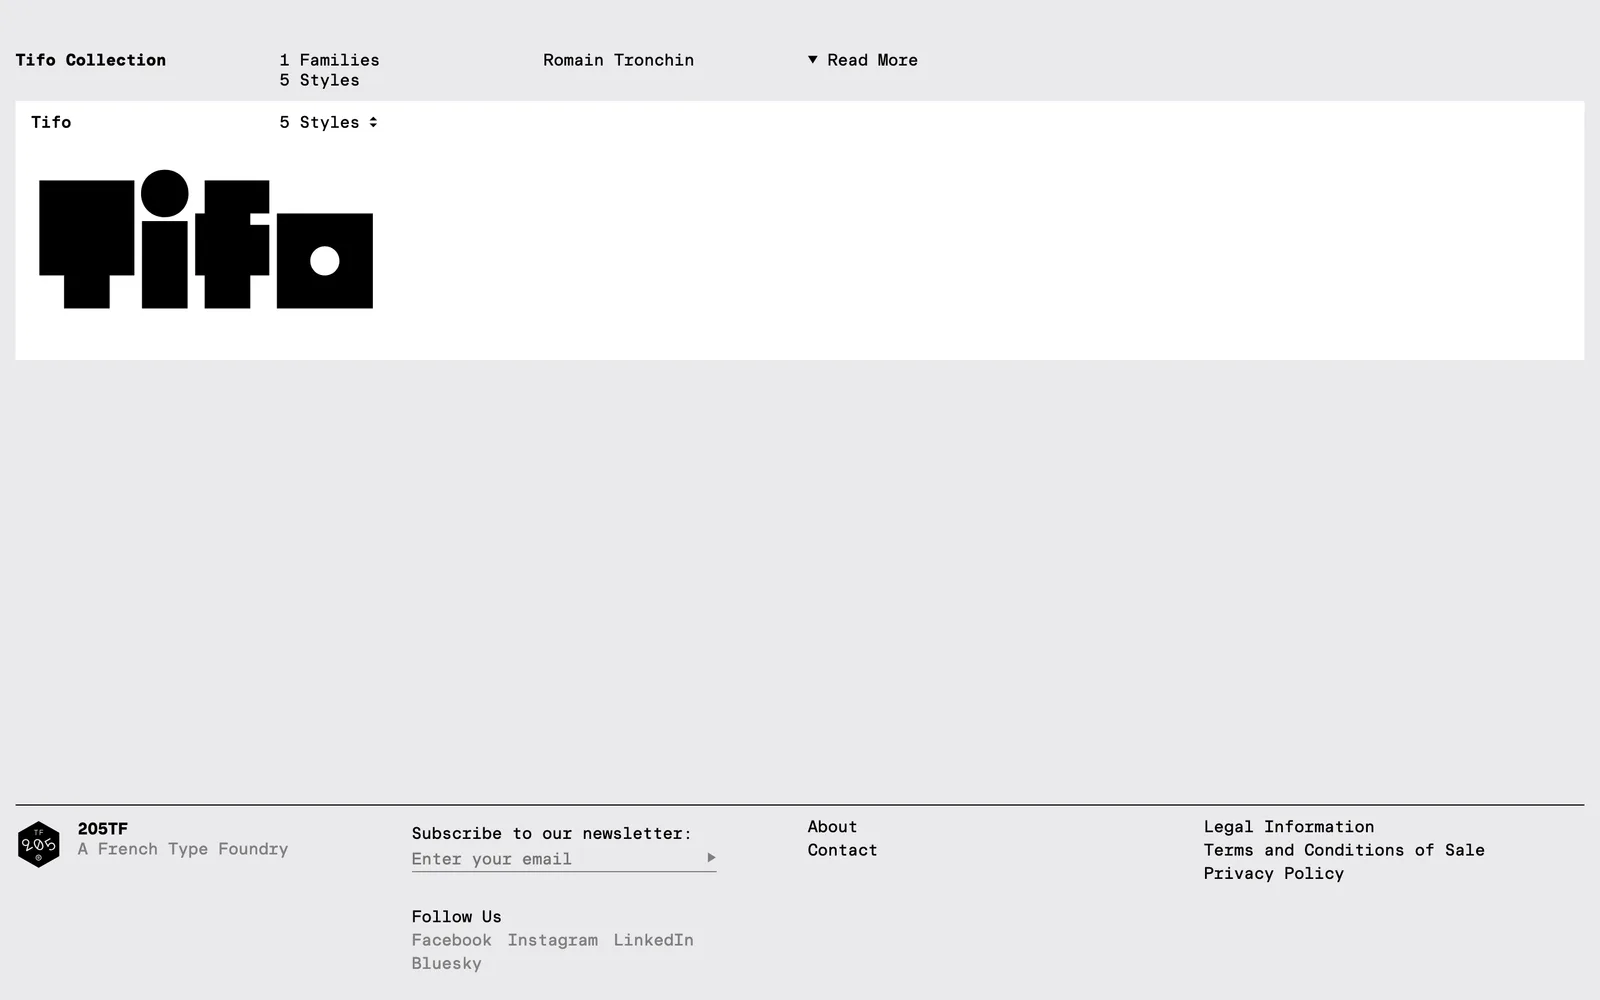 Tifo Collection
1 Families
5 Styles
Romain Tronchin
▼ Read More
Tifo
5 Styles
Tifo
TF
205
205TF
A French Type Foundry
Subscribe to our newsletter:
Enter your email
Follow Us
Facebook Instagram LinkedIn
Bluesky
About
Contact
Legal Information
Terms and Conditions of Sale
Privacy Policy